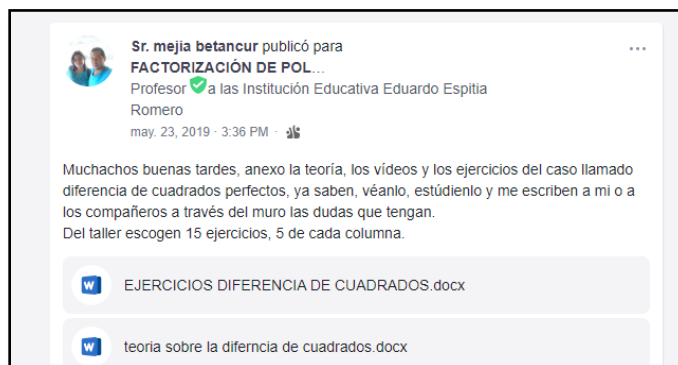 Sr. mejia betancur publicó para
FACTORIZACIÓN DE POL...
Profesor a las Institución Educativa Eduardo Espitia
Romero
may. 23, 2019 · 3:36 PM ·
Muchachos buenas tardes, anexo la teoría, los vídeos y los ejercicios del caso llamado
diferencia de cuadrados perfectos, ya saben, véanlo, estúdienlo y me escriben a mi o a
los compañeros a través del muro las dudas que tengan.
Del taller escogen 15 ejercicios, 5 de cada columna.
W EJERCICIOS DIFERENCIA DE CUADRADOS.docx
W teoria sobre la diferncia de cuadrados.docx